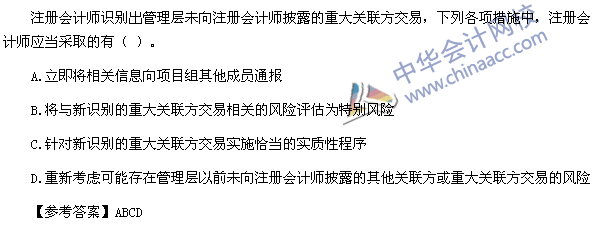 注册会计师识别出管理层未向注册会计师披露的重大关联方交易，下列各项措施中，注册会
计师应当采取的有（ ）。
A.立即将相关信息向项目组其他成员通报
B.将与新识别的重大关联方交易相关的风险评估为特别风险
C.针对新识别的重大关联方交易实施恰当的实质性程序
D.重新考虑可能存在管理层以前未向注册会计师披露的其他关联方或重大关联方交易的风险
【参考答案】ABCD
中华会计网校
www.chinaacc.com